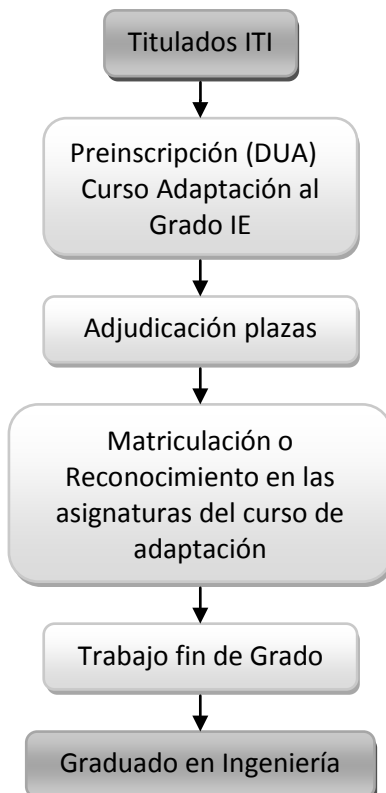 Titulados ITI
Preinscripción (DUA)
Curso Adaptación al
Grado IE
Adjudicación plazas
Matriculación o
Reconocimiento en las
asignaturas del curso de
adaptación
Trabajo fin de Grado
Graduado en Ingeniería